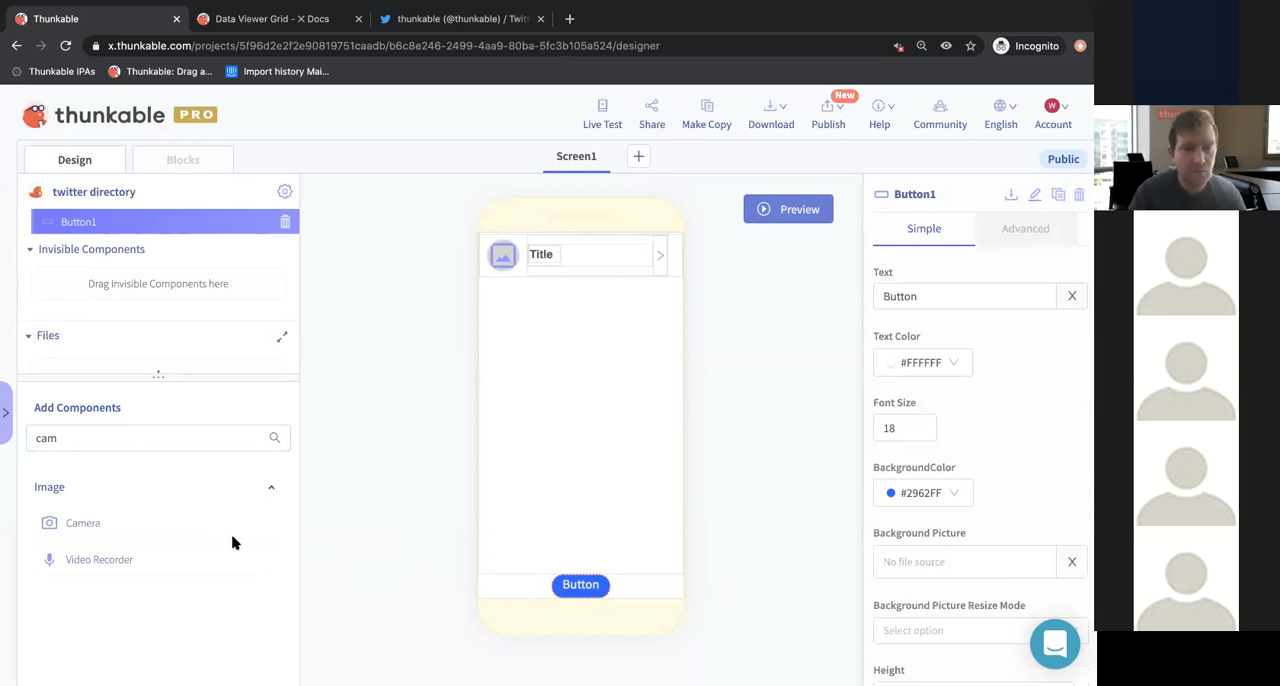 Thunkable
Data Viewer Grid - X Docs
thunkable (@thunkable) / Twit
x.thunkable.com/projects/5f96d2e2f2e90819751caadb/b6c8e246-2499-4aa9-80ba-5fc3b105a524/designer
Incognito
Thunkable IPAs
Thunkable: Drag a...
Import history Mai...
thunkable PRO
Live Test
Share
Make Copy
Download
New
Publish
Help
Community
English
W
Account
Design
Blocks
Screen1
Public
twitter directory
Button1
Invisible Components
Drag Invisible Components here
Files
Add Components
cam
Image
Camera
Video Recorder
Preview
Title
Button
Button1
Simple
Advanced
Text
Button
X
Text Color
#FFFFFF
Font Size
18
BackgroundColor
#2962FF
Background Picture
No file source
X
Background Picture Resize Mode
Select option
Height